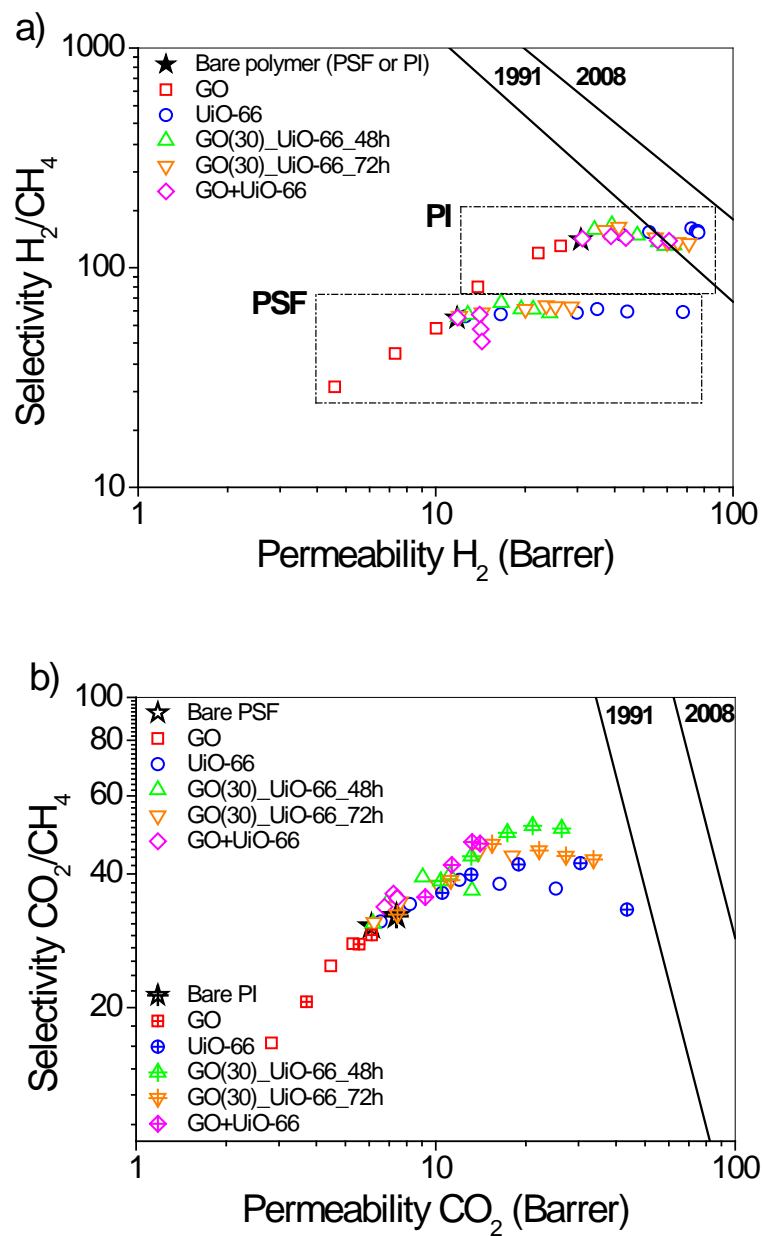 a)
1000
Bare polymer (PSF or PI)
GO
UiO-66
GO(30)_UiO-66_48h
GO(30)_UiO-66_72h
GO+UiO-66
1991
2008
PI
PSF
100
10
Selectivity H2/CH4
1
10
100
Permeability H2 (Barrer)
b)
100
80
60
40
20
Selectivity CO2/CH4
Bare PSF
GO
UiO-66
GO(30)_UiO-66_48h
GO(30)_UiO-66_72h
GO+UiO-66
1991
2008
Bare PI
GO
UiO-66
GO(30)_UiO-66_48h
GO(30)_UiO-66_72h
GO+UiO-66
1
10
100
Permeability CO2 (Barrer)